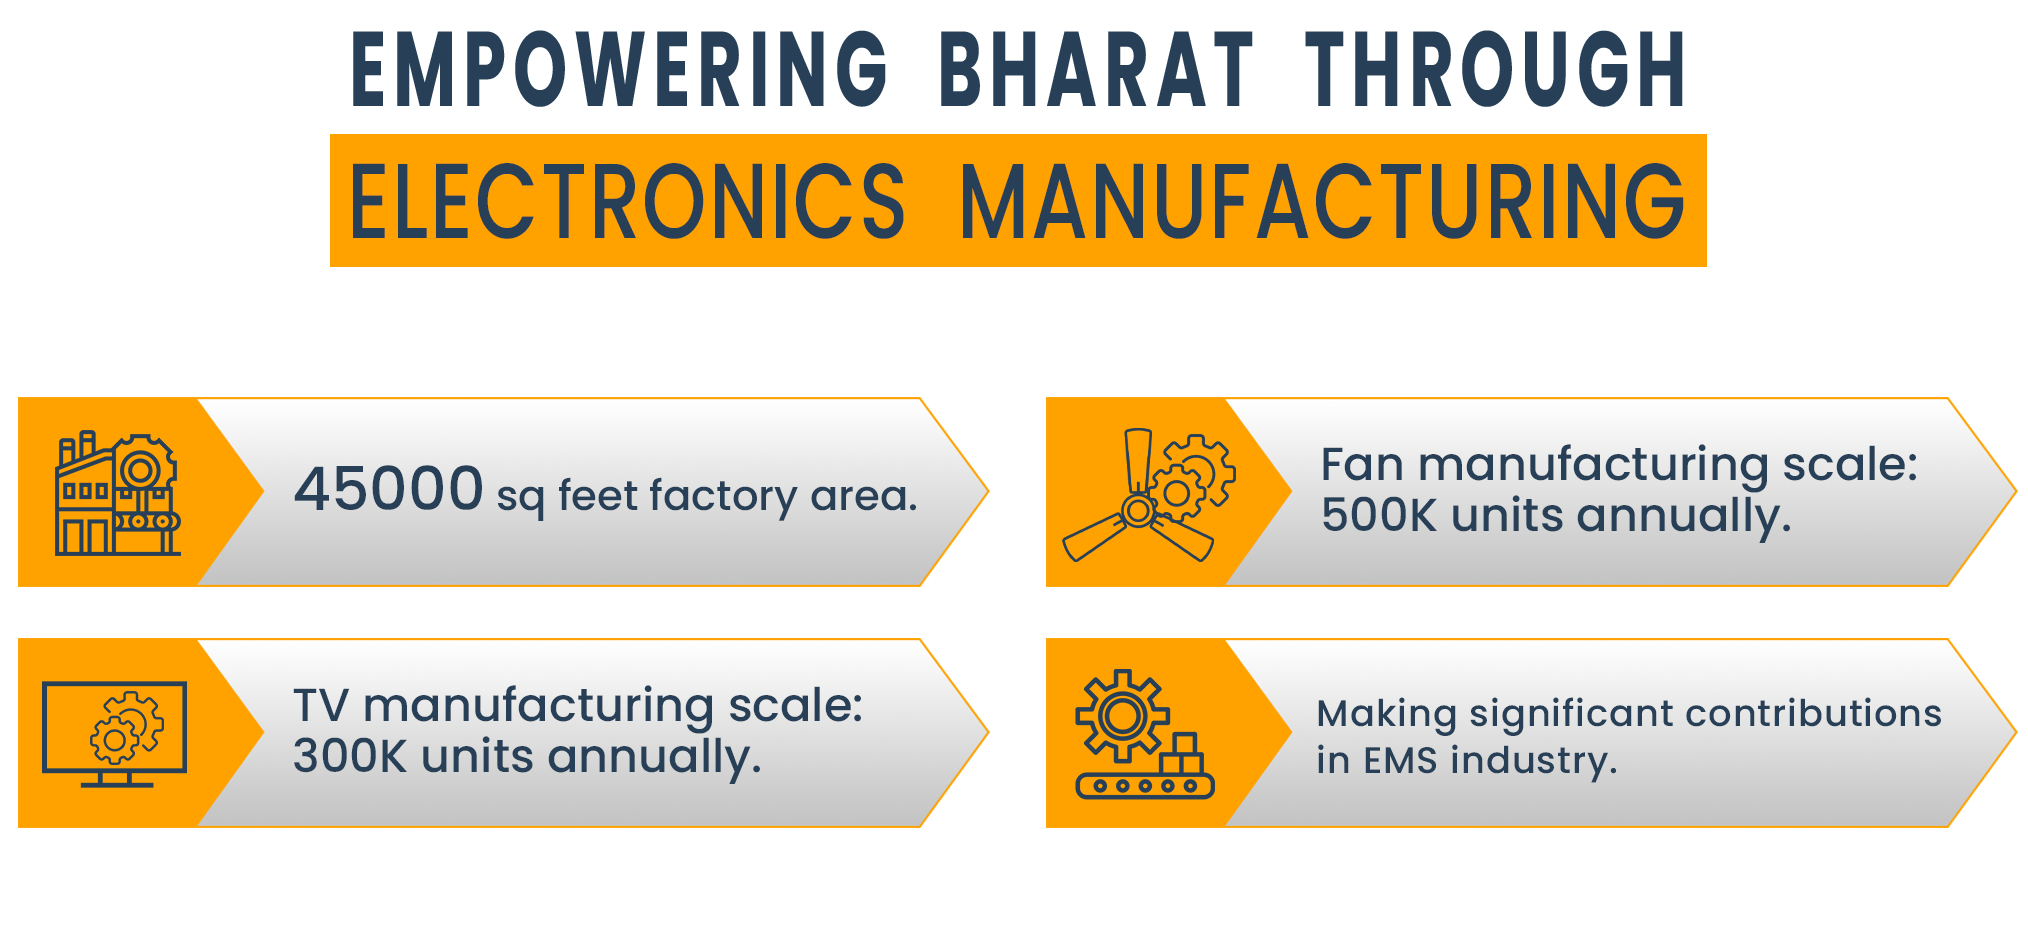 EMPOWERING BHARAT THROUGH
ELECTRONICS MANUFACTURING
45000 sq feet factory area.
Fan manufacturing scale:
500K units annually.
TV manufacturing scale:
300K units annually.
Making significant contributions
in EMS industry.